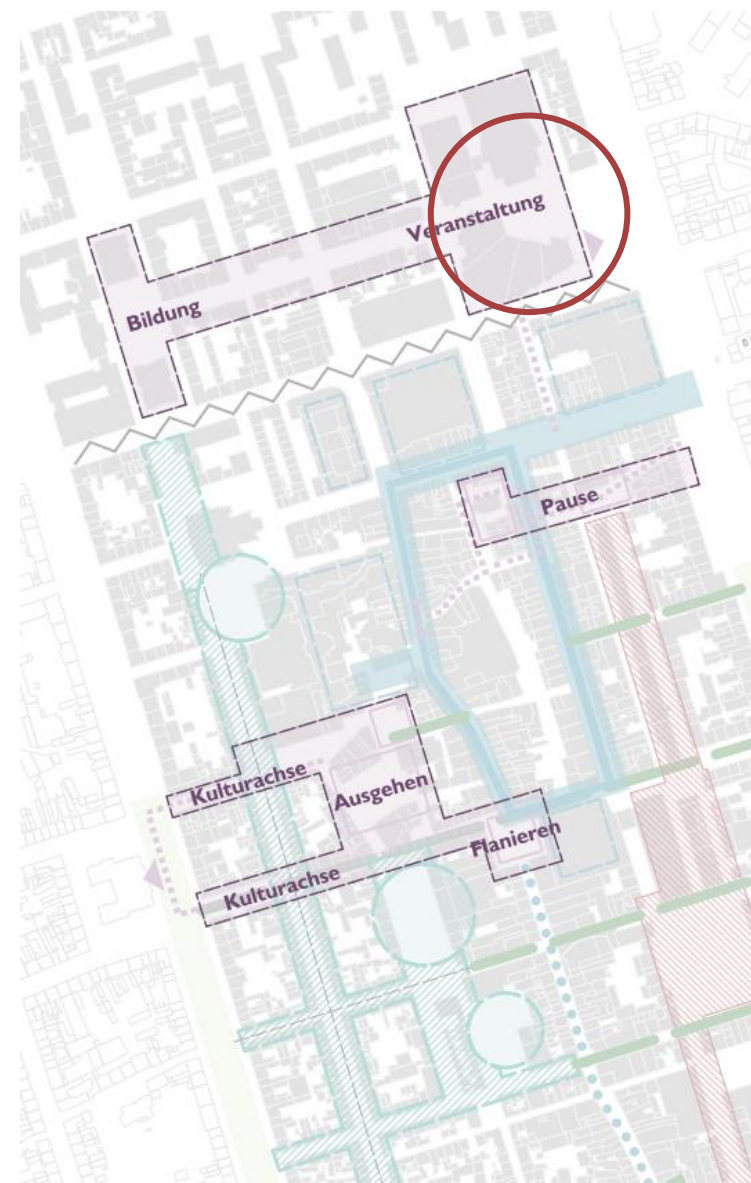 Veranstaltung
Bildung
Pause
Kulturachse
Ausgehen
Flanieren
Kulturachse